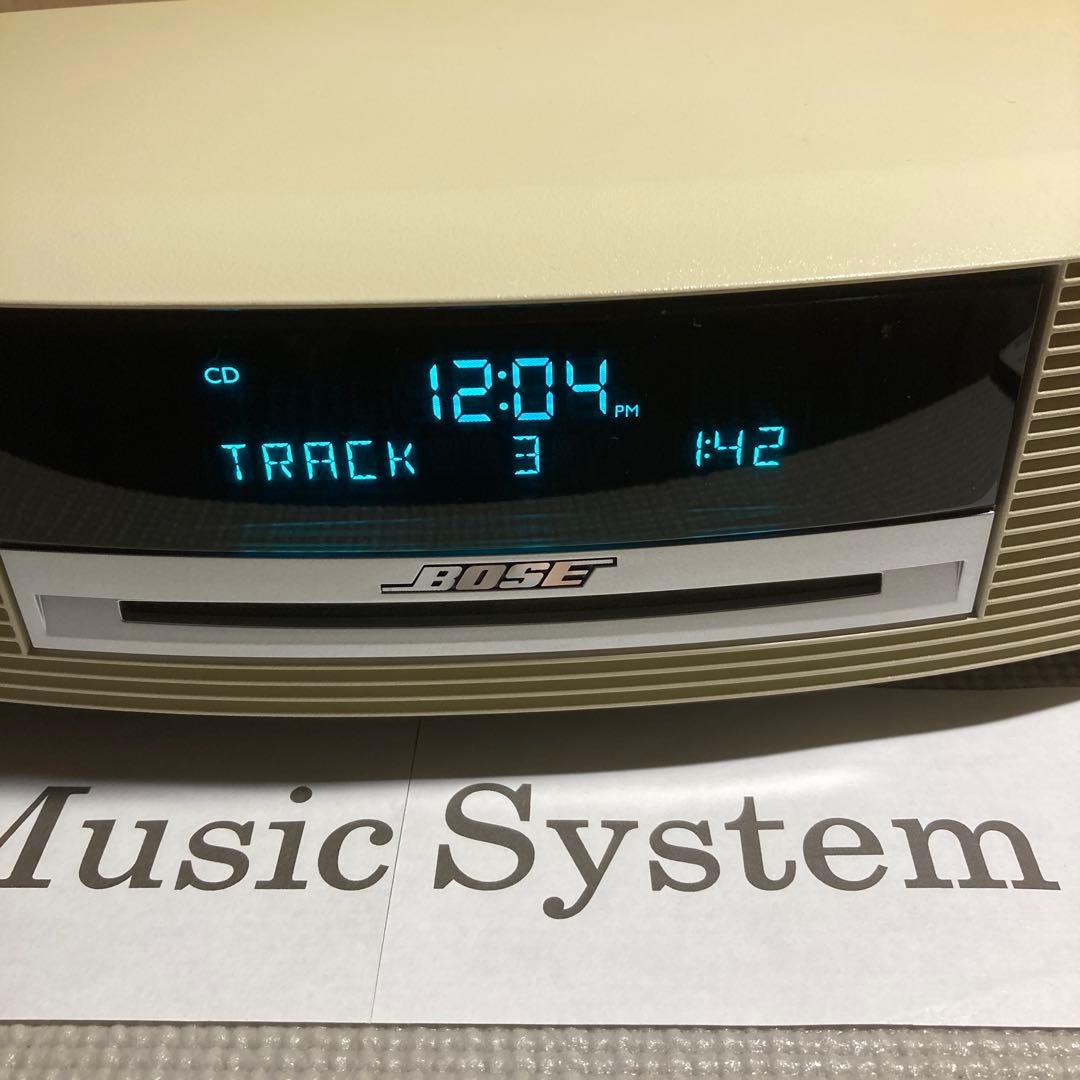 CD
12:04 PM
TRACK 3 1:42
BOSE
Music System